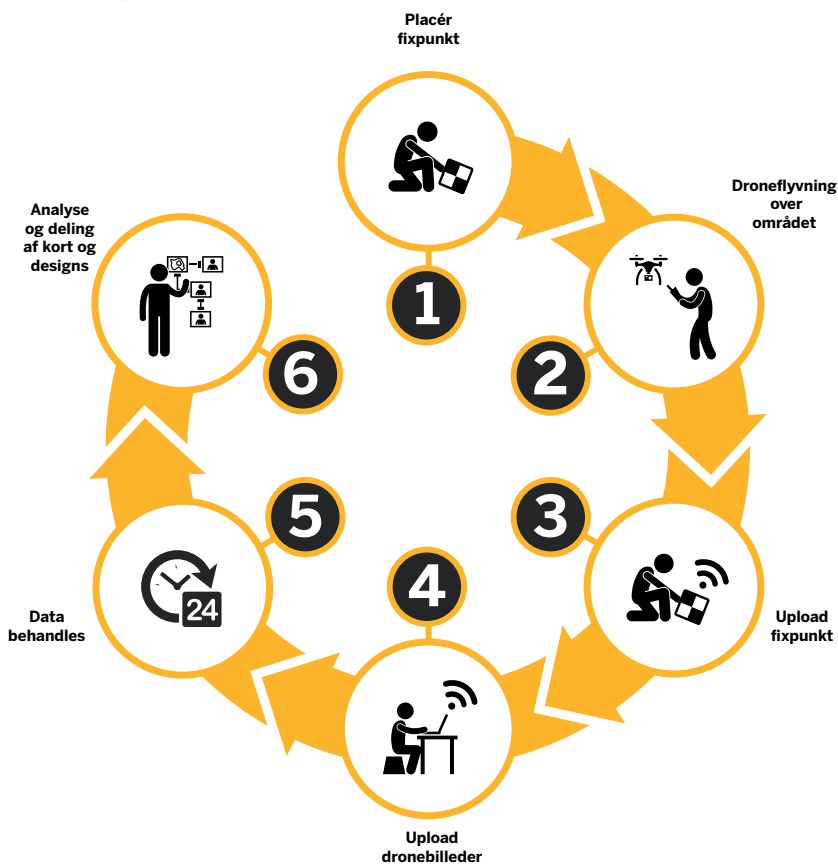 Placér
fixpunkt
1
Droneflyvning
over
området
2
Upload
fixpunkt
3
Upload
dronebilleder
4
Data
behandles
24
5
Analyse
og deling
af kort og
designs
6